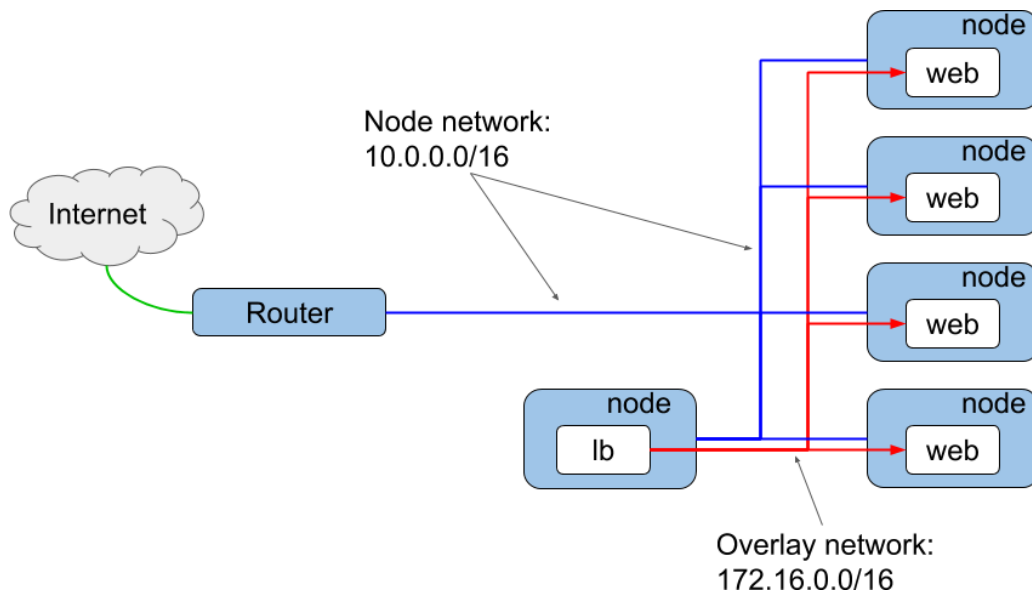 node
web
Node network:
10.0.0.0/16
node
web
Internet
node
Router
web
node
node
lb
web
Overlay network:
172.16.0.0/16